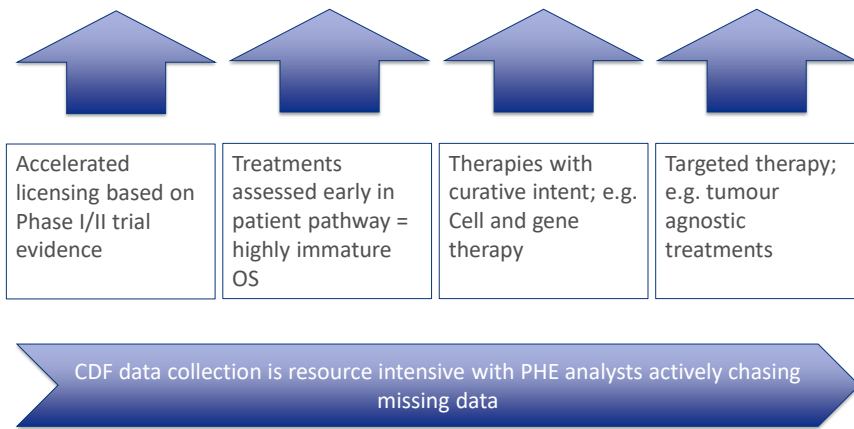 Accelerated
licensing based on
Phase I/II trial
evidence
Treatments
assessed early in
patient pathway =
highly immature
OS
Therapies with
curative intent; e.g.
Cell and gene
therapy
Targeted therapy;
e.g. tumour
agnostic
treatments
CDF data collection is resource intensive with PHE analysts actively chasing
missing data